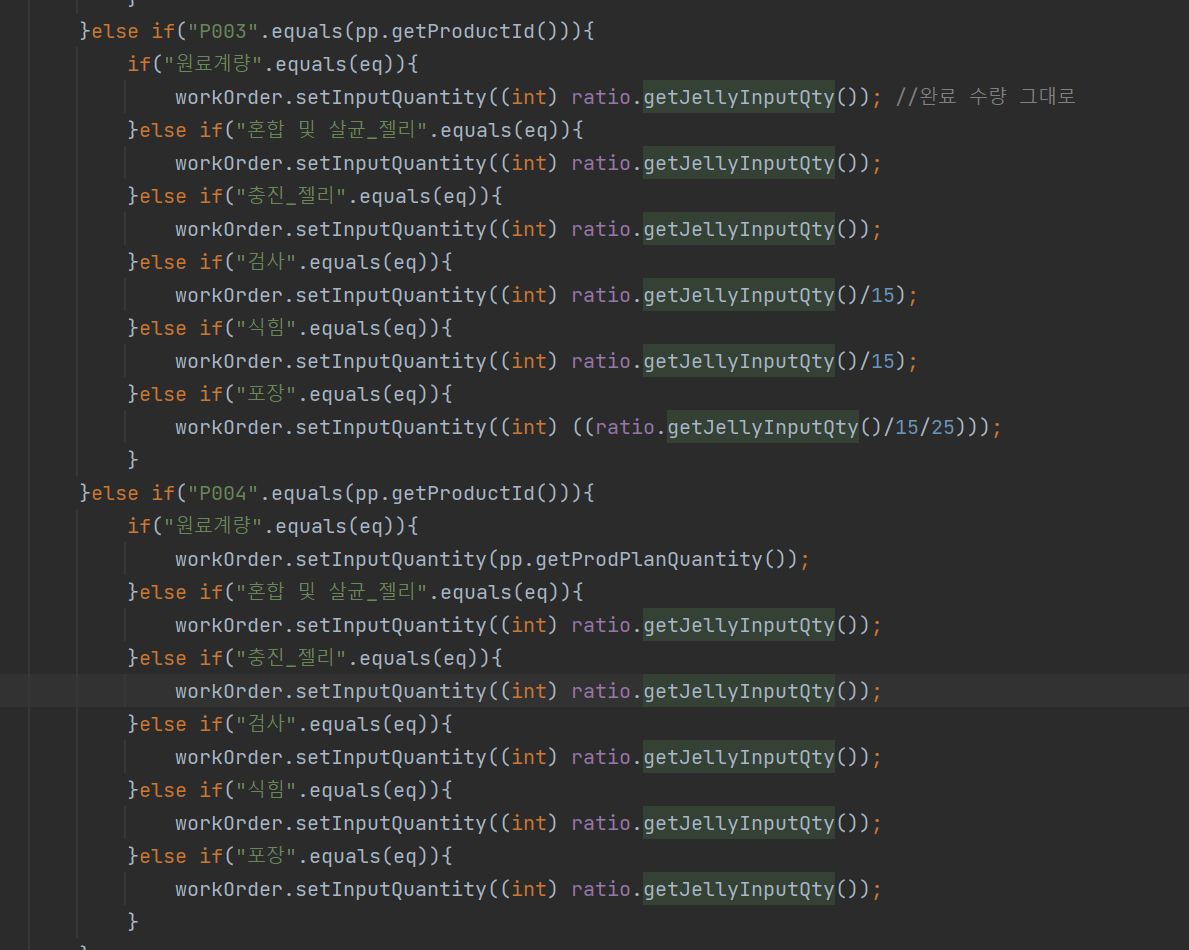 }
}else if("P003".equals(pp.getProductId())){
if("원료계량".equals(eq)){
workOrder.setInputQuantity((int) ratio.getJellyInputQty()); //완료 수량 그대로
}else if("혼합 및 살균_젤리".equals(eq)){
workOrder.setInputQuantity((int) ratio.getJellyInputQty());
}else if("충진_젤리".equals(eq)){
workOrder.setInputQuantity((int) ratio.getJellyInputQty());
}else if("검사".equals(eq)){
workOrder.setInputQuantity((int) ratio.getJellyInputQty()/15);
}else if("식힘".equals(eq)){
workOrder.setInputQuantity((int) ratio.getJellyInputQty()/15);
}else if("포장".equals(eq)){
workOrder.setInputQuantity((int) ((ratio.getJellyInputQty()/15/25)));
}
}else if("P004".equals(pp.getProductId())){
if("원료계량".equals(eq)){
workOrder.setInputQuantity(pp.getProdPlanQuantity());
}else if("혼합 및 살균_젤리".equals(eq)){
workOrder.setInputQuantity((int) ratio.getJellyInputQty());
}else if("충진_젤리".equals(eq)){
workOrder.setInputQuantity((int) ratio.getJellyInputQty());
}else if("검사".equals(eq)){
workOrder.setInputQuantity((int) ratio.getJellyInputQty());
}else if("식힘".equals(eq)){
workOrder.setInputQuantity((int) ratio.getJellyInputQty());
}else if("포장".equals(eq)){
workOrder.setInputQuantity((int) ratio.getJellyInputQty());
}
}